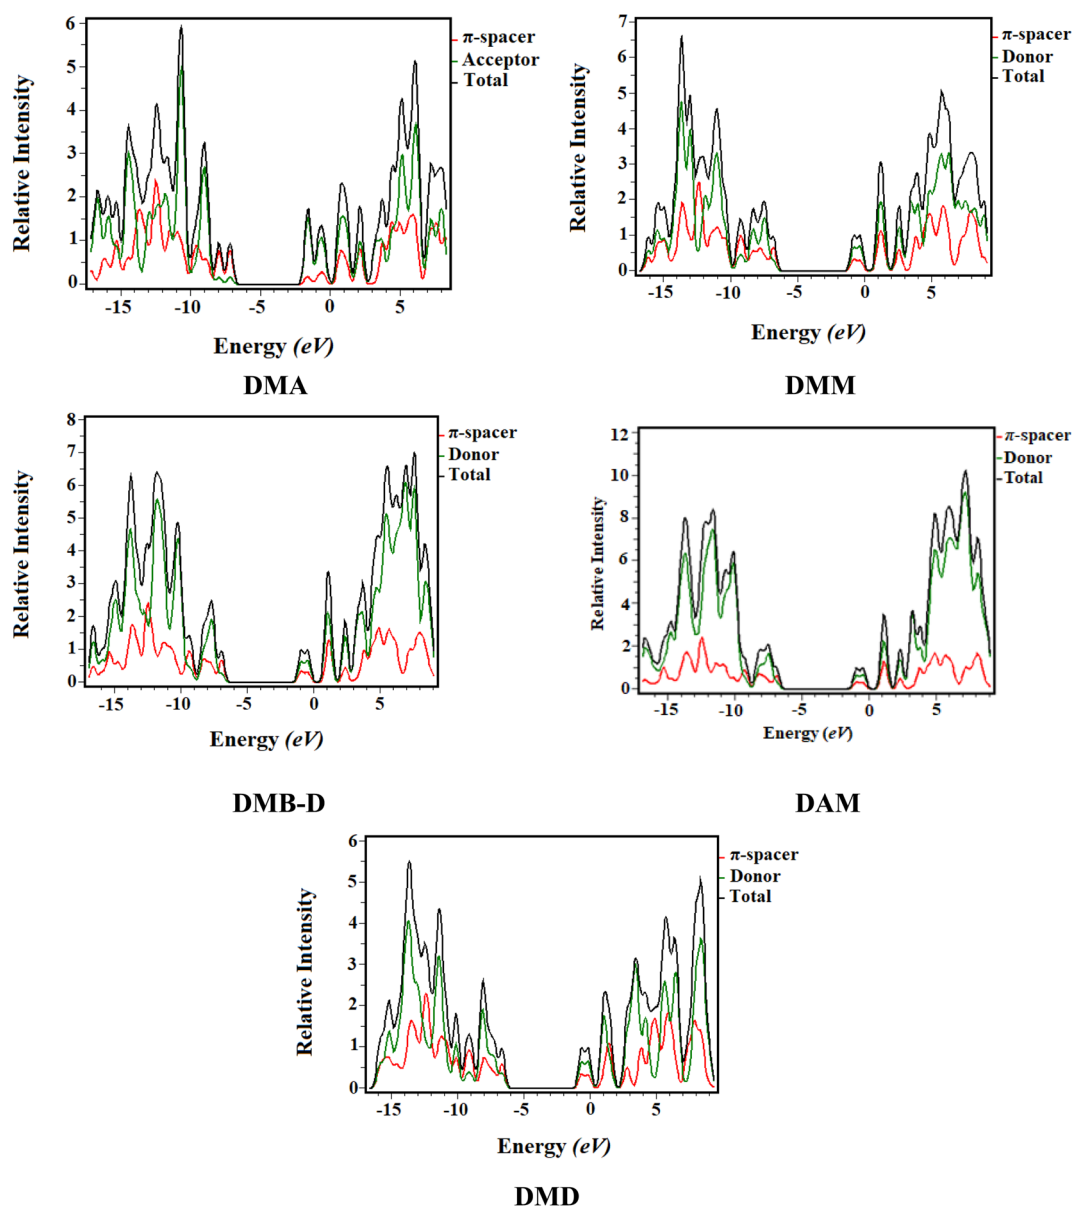 6
5
4
3
2
1
0
Relative Intensity
π-spacer
Acceptor
Total
-15
-10
-5
0
5
Energy (eV)
DMA
7
6
5
4
3
2
1
0
Relative Intensity
π-spacer
Donor
Total
-15
-10
-5
0
5
Energy (eV)
DMM
8
7
6
5
4
3
2
1
0
Relative Intensity
π-spacer
Donor
Total
-15
-10
-5
0
5
Energy (eV)
DMB-D
12
10
8
6
4
2
0
Relative Intensity
π-spacer
Donor
Total
-15
-10
-5
0
5
Energy (eV)
DAM
6
5
4
3
2
1
0
Relative Intensity
π-spacer
Donor
Total
-15
-10
-5
0
5
Energy (eV)
DMD